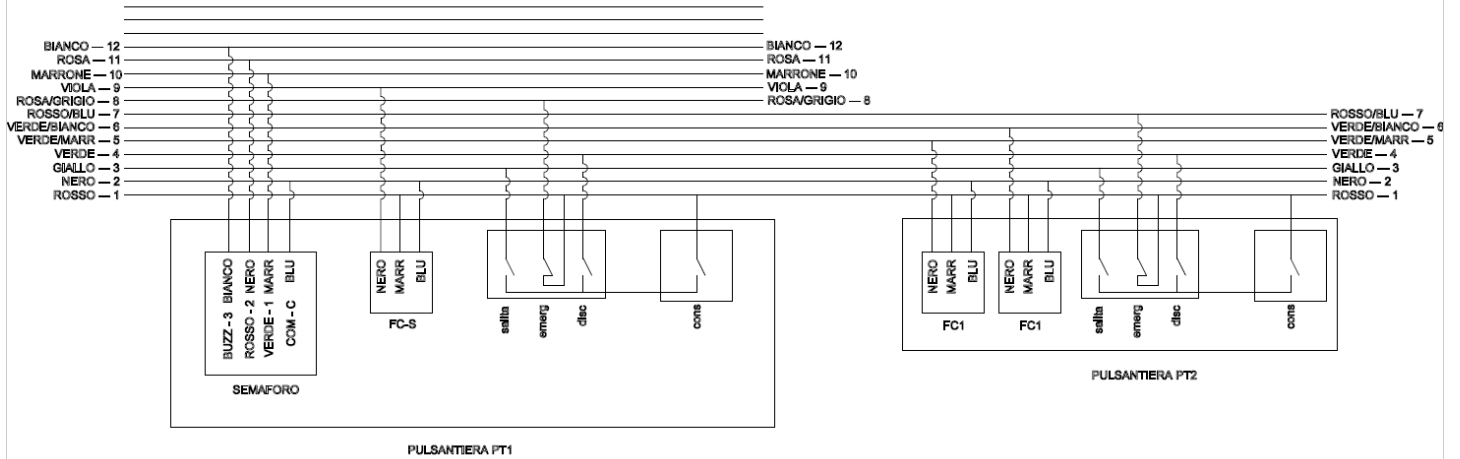 BIANCO — 12
ROSA — 11
MARRONE — 10
VIOLA — 9
ROSA/GRIGIO — 8
ROSSO/BLU — 7
VERDE/BIANCO — 6
VERDE/MARR — 5
VERDE — 4
GIALLO — 3
NERO — 2
ROSSO — 1
BIANCO — 12
ROSA — 11
MARRONE — 10
VIOLA — 9
ROSA/GRIGIO — 8
ROSSO/BLU — 7
VERDE/BIANCO — 6
VERDE/MARR — 5
VERDE — 4
GIALLO — 3
NERO — 2
ROSSO — 1
BUZZ - 3 BIANCO
ROSSO - 2 NERO
VERDE - 1 MARR
COM - C BLU
SEMAFORO
NERO
MARR
BLU
FC-S
salita
emerg
disc
cons
PULSANTIERA PT1
NERO
MARR
BLU
FC1
NERO
MARR
BLU
FC1
salita
emerg
disc
cons
PULSANTIERA PT2